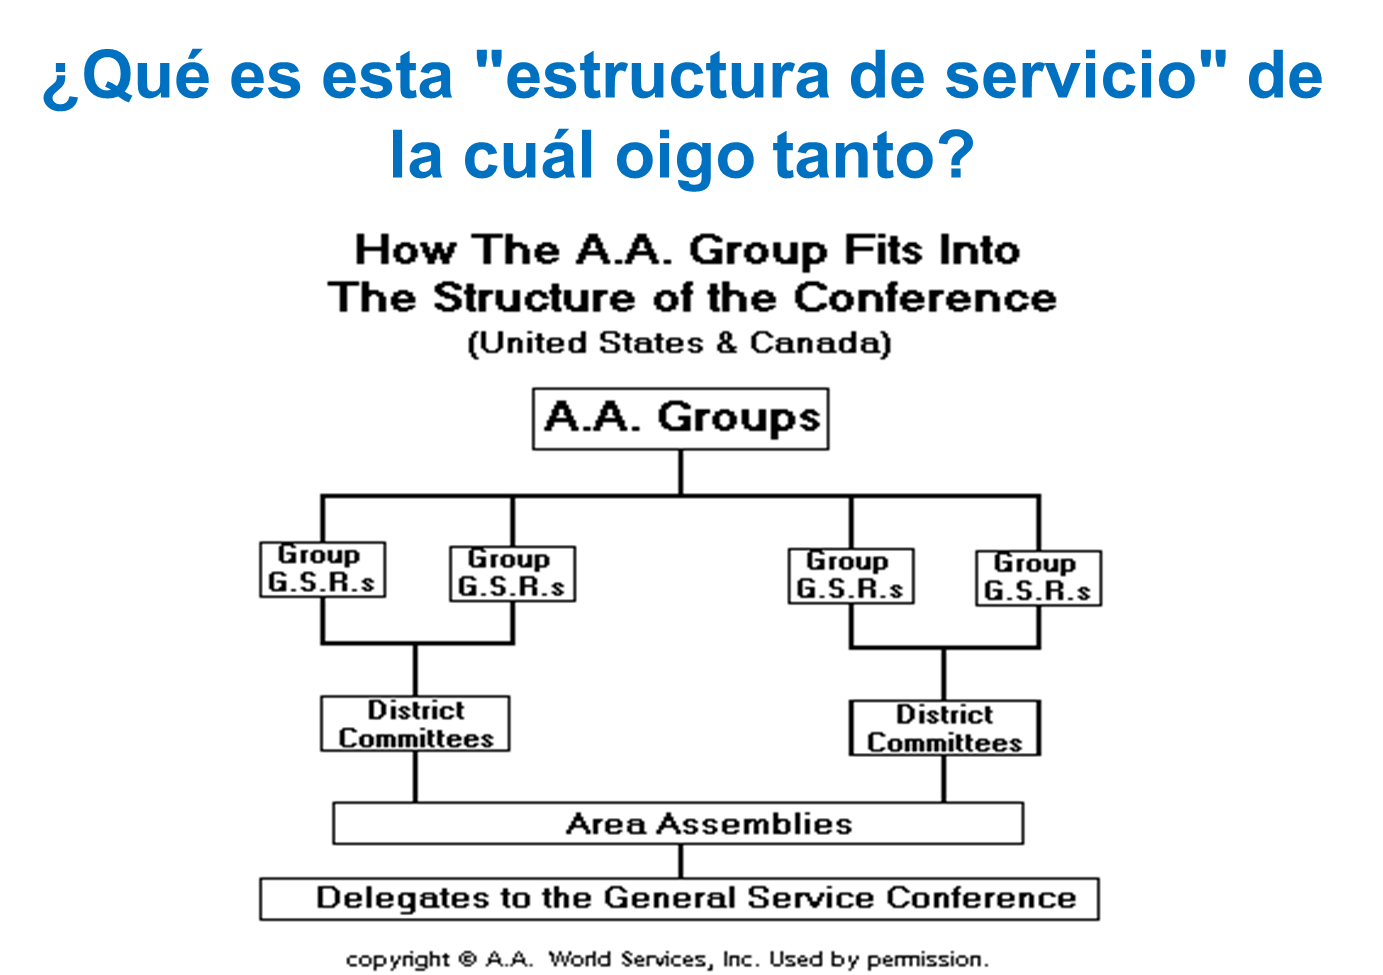 ¿Qué es esta "estructura de servicio" de
la cuál oigo tanto?
How The A.A. Group Fits Into
The Structure of the Conference
(United States & Canada)
A.A. Groups
Group
G.S.R.s
Group
G.S.R.s
Group
G.S.R.s
Group
G.S.R.s
District
Committees
District
Committees
Area Assemblies
Delegates to the General Service Conference
copyright © A.A. World Services, Inc. Used by permission.